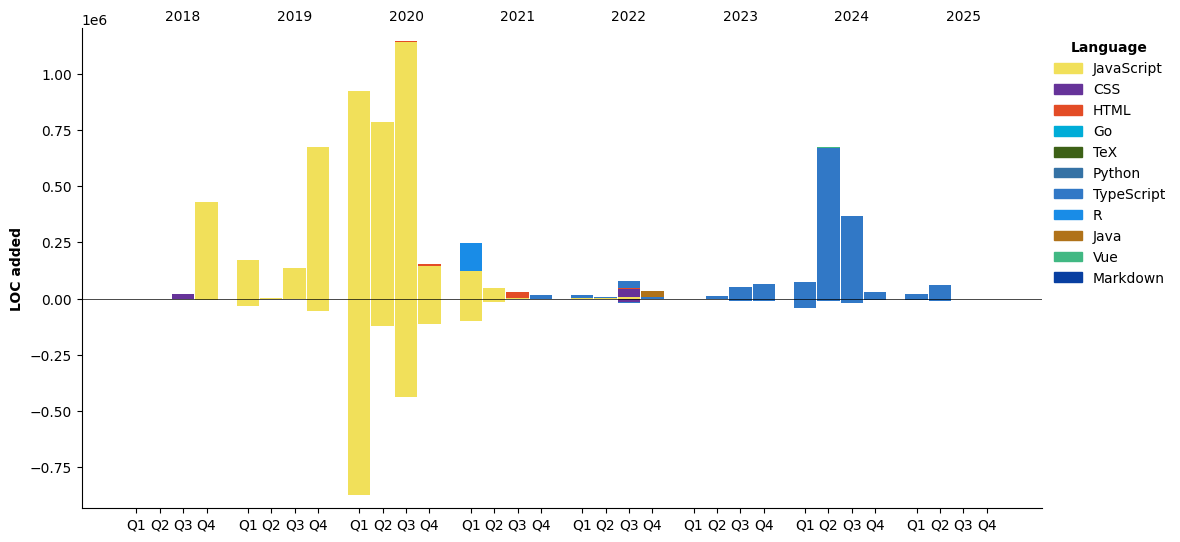 2018 2019 2020 2021 2022 2023 2024 2025
1e6
1.00
0.75
0.50
0.25
0.00
−0.25
−0.50
−0.75
LOC added
Q1 Q2 Q3 Q4 Q1 Q2 Q3 Q4 Q1 Q2 Q3 Q4 Q1 Q2 Q3 Q4 Q1 Q2 Q3 Q4 Q1 Q2 Q3 Q4 Q1 Q2 Q3 Q4 Q1 Q2 Q3 Q4
Language
JavaScript
CSS
HTML
Go
TeX
Python
TypeScript
R
Java
Vue
Markdown